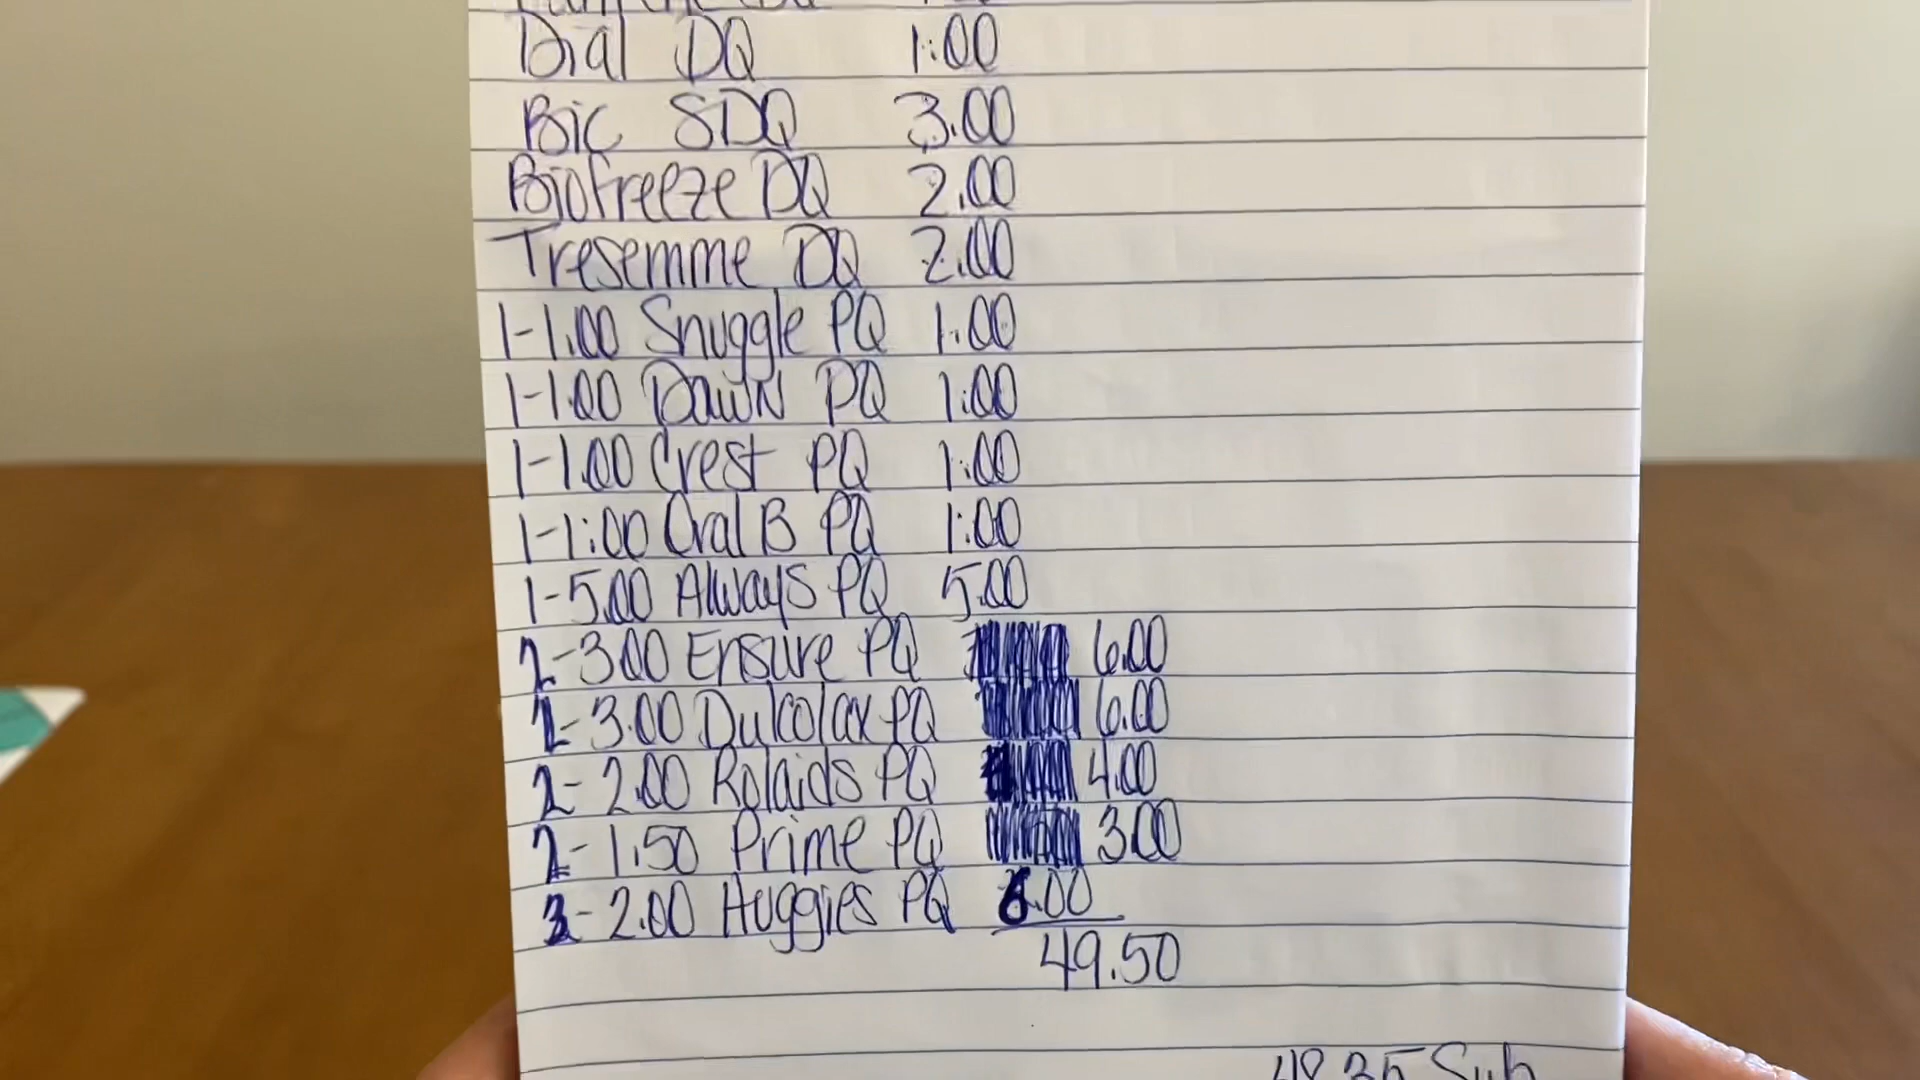 Dial DQ 1.00
Bic SDQ 3.00
Biofreeze DQ 2.00
Tresemme DQ 2.00
1-1.00 Snuggle PQ 1.00
1-1.00 Dawn PQ 1.00
1-1.00 Crest PQ 1.00
1-1.00 Oral B PQ 1.00
1-5.00 Always PQ 5.00
2-3.00 Ensure PQ 6.00
2-3.00 Dulcolax PQ 6.00
2-2.00 Rolaids PQ 4.00
2-1.50 Prime PQ 3.00
3-2.00 Huggies PQ 6.00
49.50
48.35 Sub